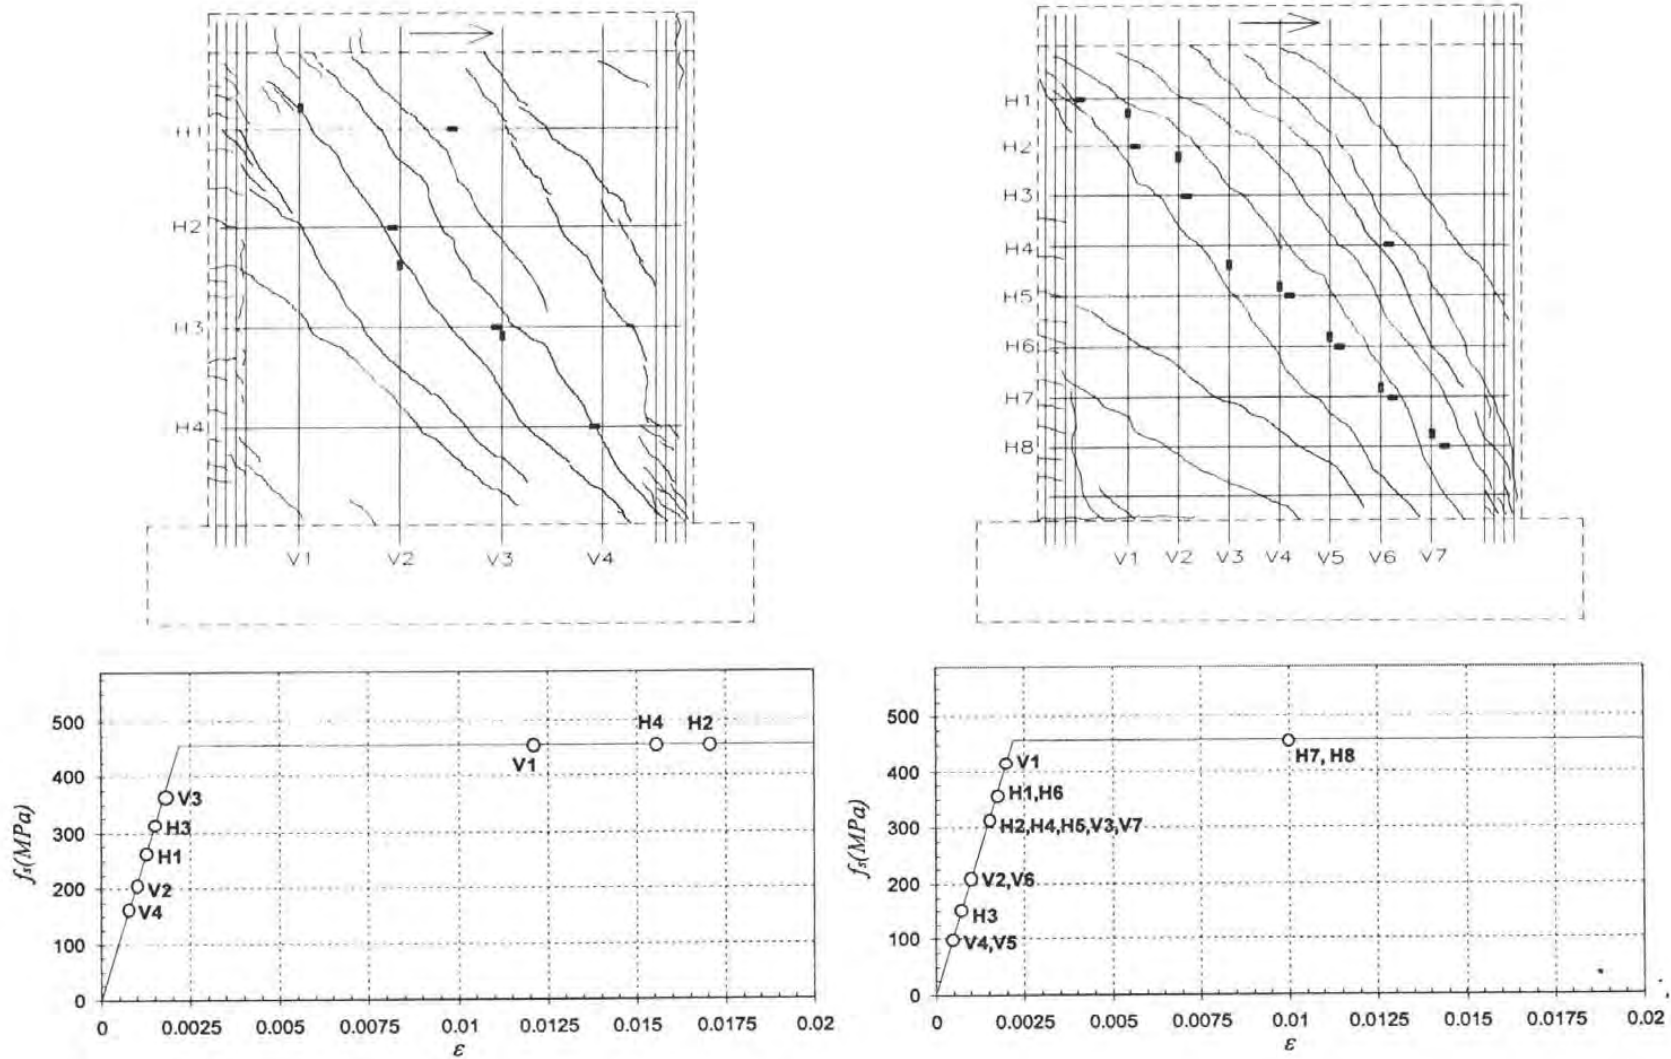 H1
H2
H3
H4
V1 V2 V3 V4
H1
H2
H3
H4
H5
H6
H7
H8
V1 V2 V3 V4 V5 V6 V7
fs(MPa)
500
400
300
200
100
0
V3
H3
H1
V2
V4
V1
H4 H2
0 0.0025 0.005 0.0075 0.01 0.0125 0.015 0.0175 0.02
ε
fs(MPa)
500
400
300
200
100
0
V1
H1,H6
H2,H4,H5,V3,V7
V2,V6
H3
V4,V5
H7, H8
0 0.0025 0.005 0.0075 0.01 0.0125 0.015 0.0175 0.02
ε